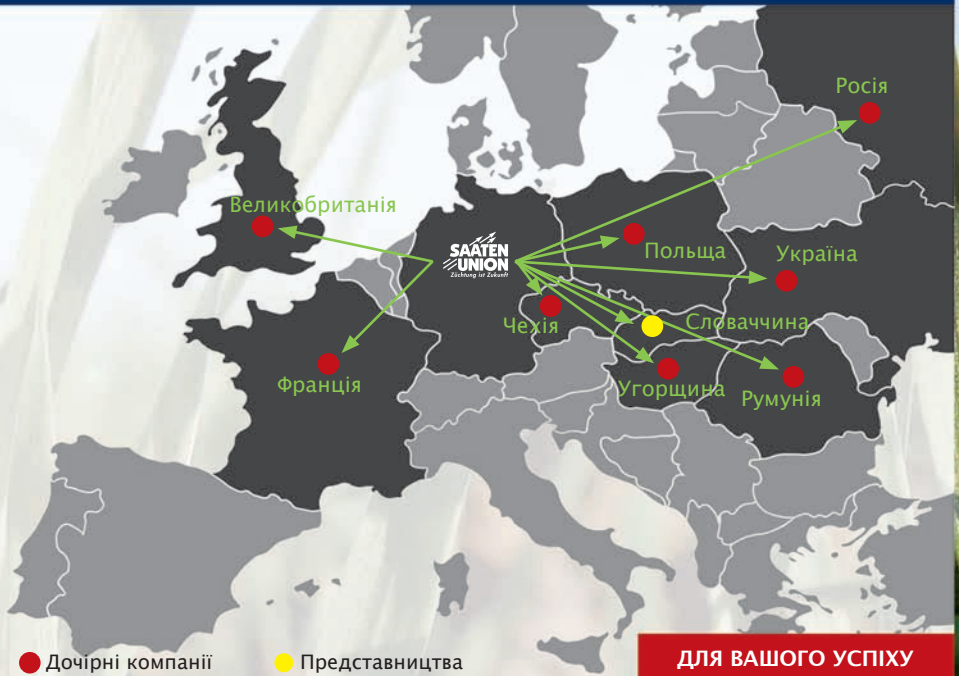 Росія
Великобританія
SAATEN
UNION
Züchtung ist Zukunft
Польща
Україна
Чехія
Словаччина
Франція
Угорщина
Румунія
Дочірні компанії
Представництва
ДЛЯ ВАШОГО УСПІХУ